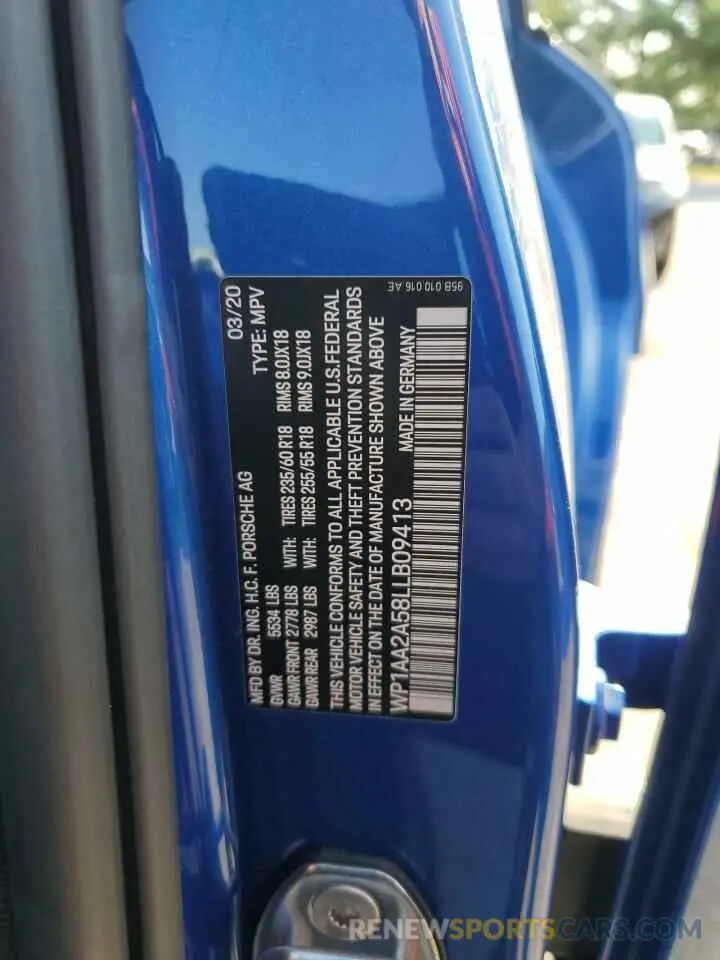 MFD BY DR. ING. H.C. F. PORSCHE AG 03/20
GVWR 5534 LBS TYPE: MPV
GAWR FRONT 2778 LBS WITH: TIRES 235/60 R18 RIMS 8.0JX18
GAWR REAR 2987 LBS WITH: TIRES 255/55 R18 RIMS 9.0JX18
THIS VEHICLE CONFORMS TO ALL APPLICABLE U.S. FEDERAL
MOTOR VEHICLE SAFETY AND THEFT PREVENTION STANDARDS
IN EFFECT ON THE DATE OF MANUFACTURE SHOWN ABOVE
WP1AA2A58LLB09413 MADE IN GERMANY
95B.010.016 AE
RENEWSPORTSCARS.COM